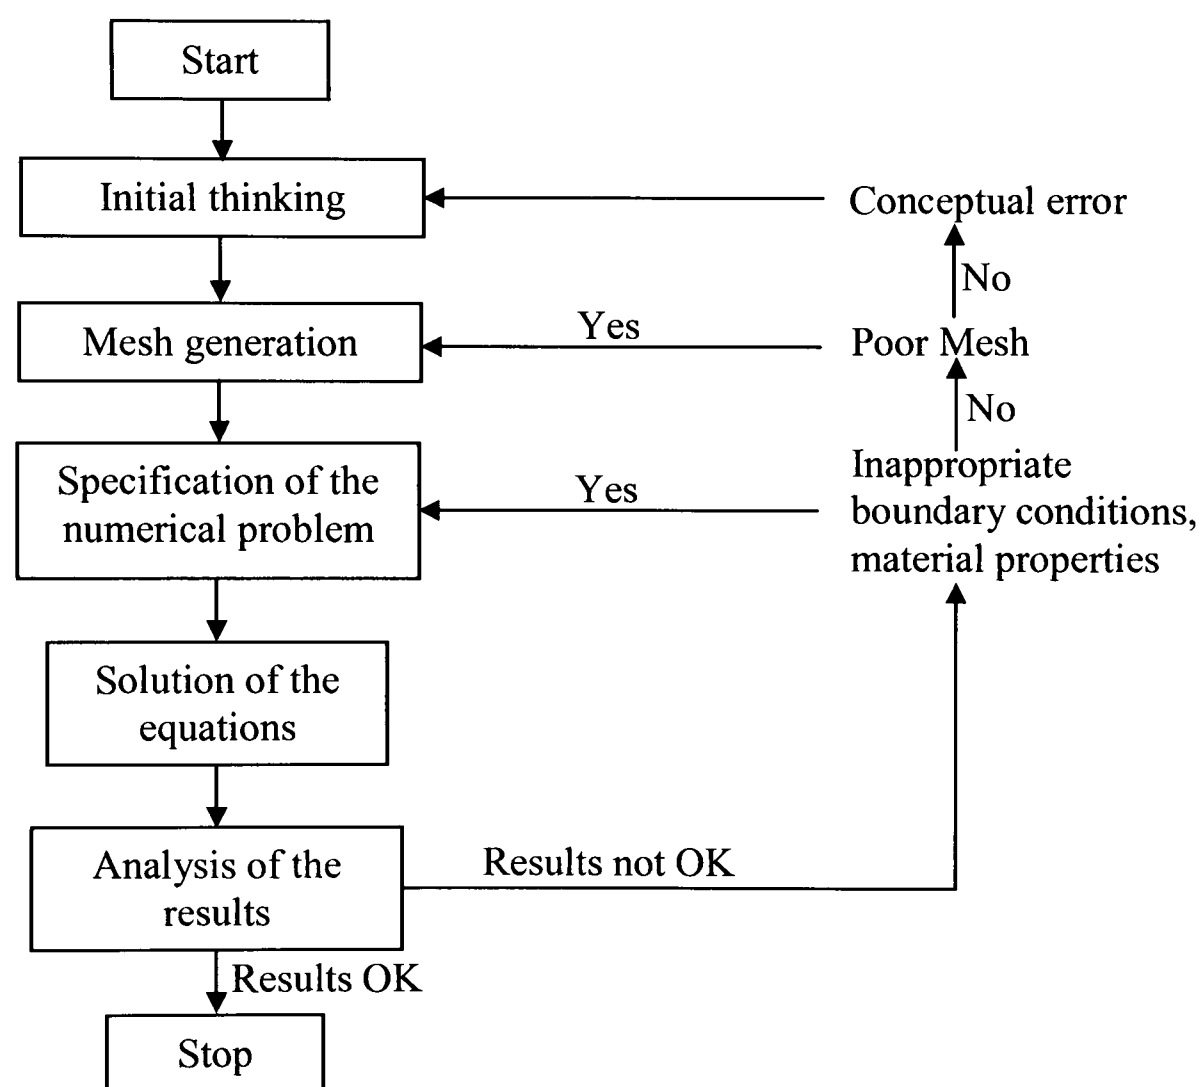 Start
Initial thinking
Conceptual error
No
Mesh generation
Yes
Poor Mesh
No
Specification of the
numerical problem
Yes
Inappropriate
boundary conditions,
material properties
Solution of the
equations
Analysis of the
results
Results not OK
Results OK
Stop